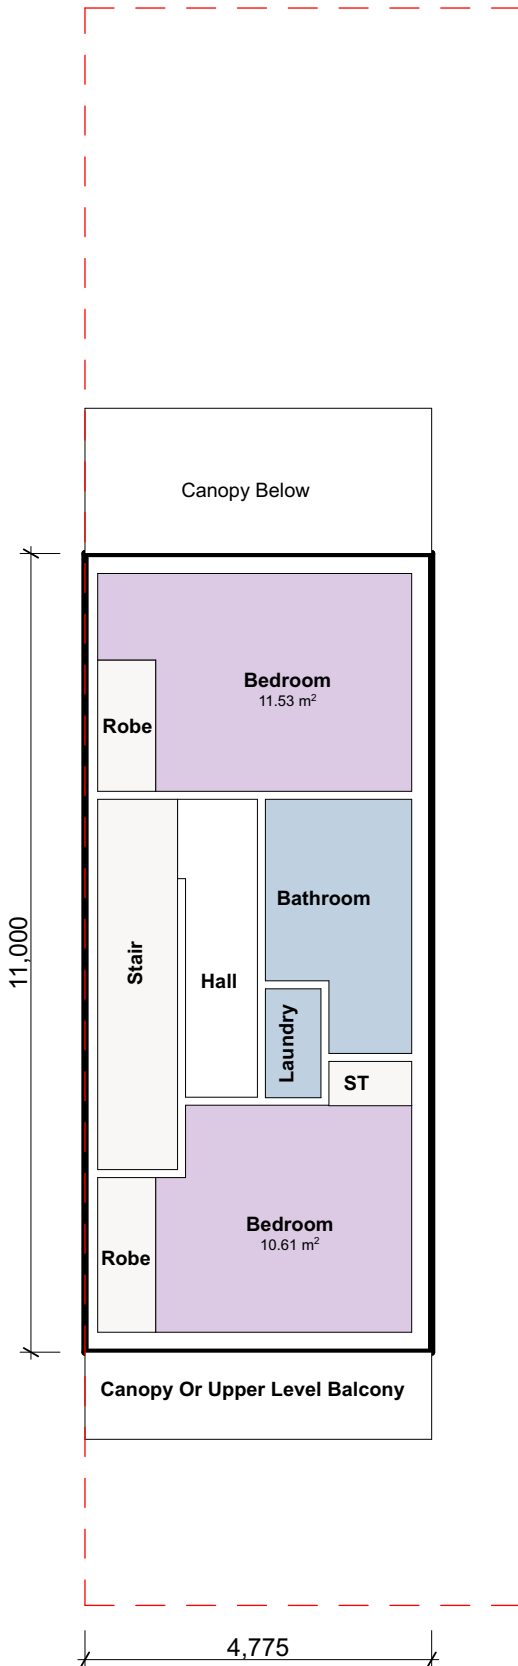 Canopy Below
Bedroom
11.53 m²
Robe
Bathroom
Stair
11,000
Hall
Laundry
ST
Bedroom
10.61 m²
Robe
Canopy Or Upper Level Balcony
4,775